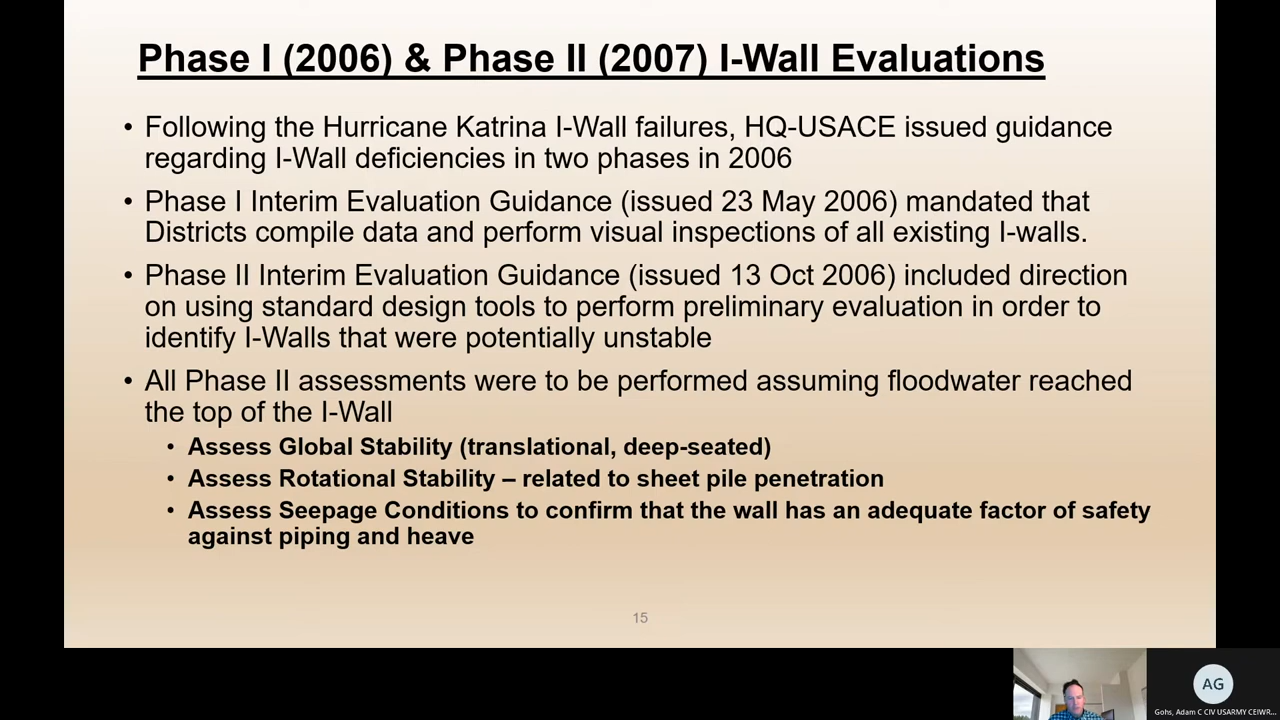 Phase I (2006) & Phase II (2007) I-Wall Evaluations
• Following the Hurricane Katrina I-Wall failures, HQ-USACE issued guidance
regarding I-Wall deficiencies in two phases in 2006
• Phase I Interim Evaluation Guidance (issued 23 May 2006) mandated that
Districts compile data and perform visual inspections of all existing I-walls.
• Phase II Interim Evaluation Guidance (issued 13 Oct 2006) included direction
on using standard design tools to perform preliminary evaluation in order to
identify I-Walls that were potentially unstable
• All Phase II assessments were to be performed assuming floodwater reached
the top of the I-Wall
• Assess Global Stability (translational, deep-seated)
• Assess Rotational Stability – related to sheet pile penetration
• Assess Seepage Conditions to confirm that the wall has an adequate factor of safety
against piping and heave
15
AG
Gohs, Adam C CIV USARMY CEIWR...